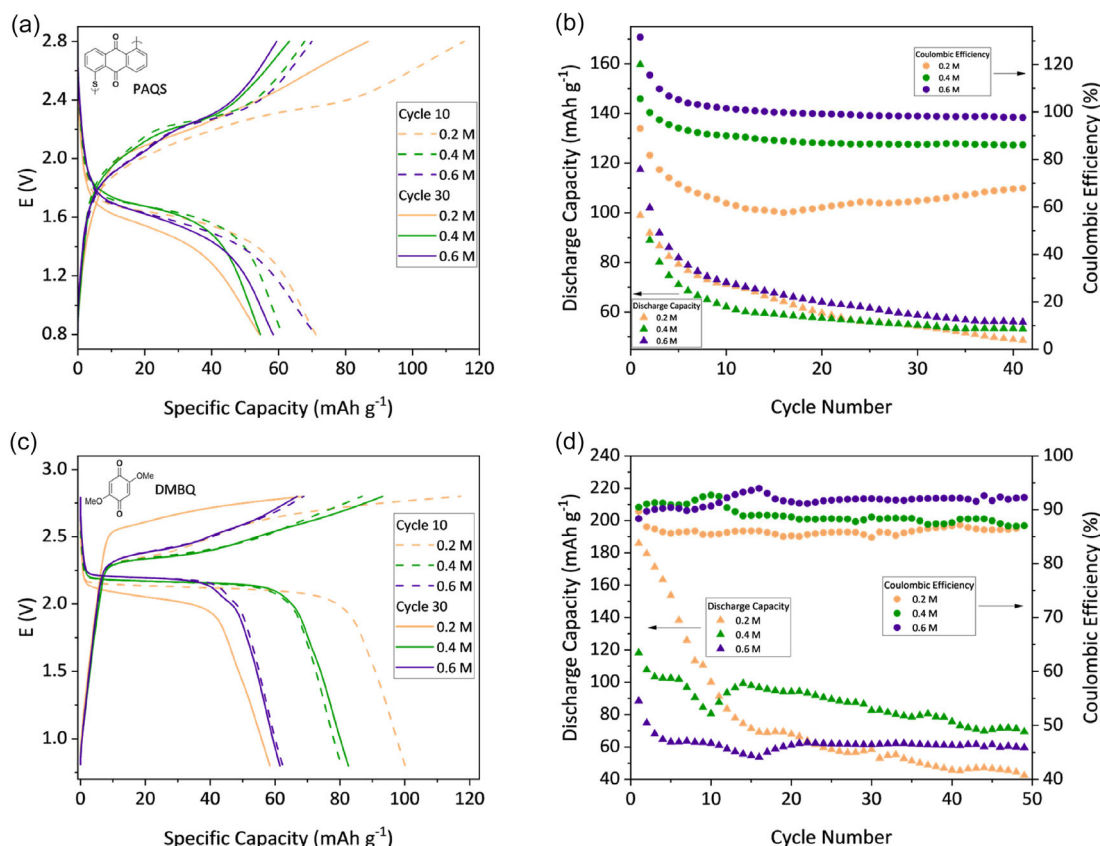 (a)
O
S
O
PAQS
E (V)
2.8
2.4
2.0
1.6
1.2
0.8
Cycle 10
0.2 M
0.4 M
0.6 M
Cycle 30
0.2 M
0.4 M
0.6 M
0 20 40 60 80 100 120
Specific Capacity (mAh g⁻¹)
(b)
Discharge Capacity (mAh g⁻¹)
160
140
120
100
80
60
Coulombic Efficiency
0.2 M
0.4 M
0.6 M
Discharge Capacity
0.2 M
0.4 M
0.6 M
120
100
80
60
40
20
0
Coulombic Efficiency (%)
0 10 20 30 40
Cycle Number
(c)
O
OMe
MeO
O
DMBQ
E (V)
3.0
2.5
2.0
1.5
1.0
Cycle 10
0.2 M
0.4 M
0.6 M
Cycle 30
0.2 M
0.4 M
0.6 M
0 20 40 60 80 100 120
Specific Capacity (mAh g⁻¹)
(d)
Discharge Capacity (mAh g⁻¹)
240
220
200
180
160
140
120
100
80
60
40
Discharge Capacity
0.2 M
0.4 M
0.6 M
Coulombic Efficiency
0.2 M
0.4 M
0.6 M
100
90
80
70
60
50
40
Coulombic Efficiency (%)
0 10 20 30 40 50
Cycle Number